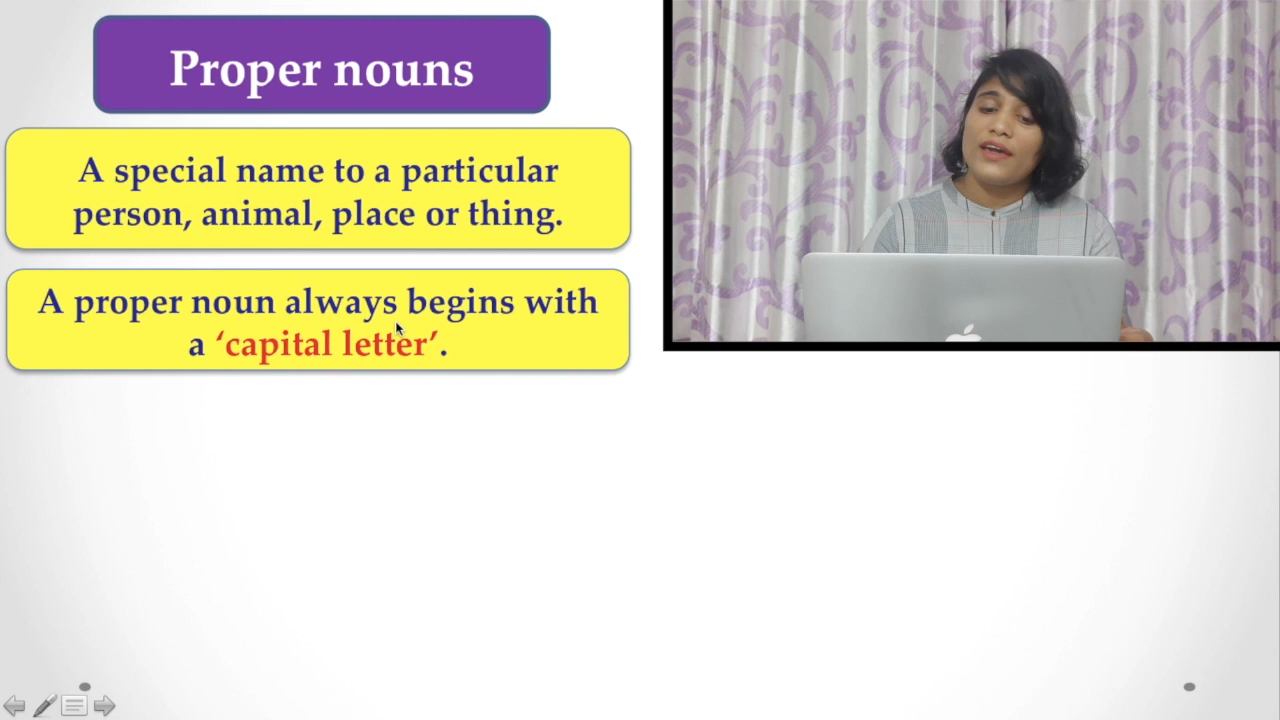 Proper nouns
A special name to a particular
person, animal, place or thing.
A proper noun always begins with
a ‘capital letter’.